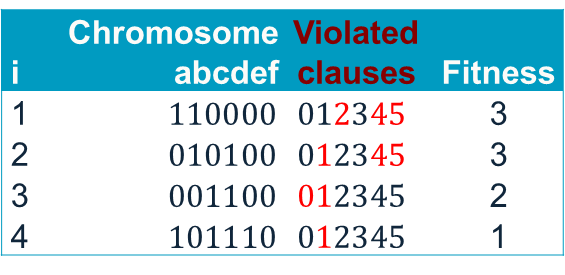 Chromosome Violated
i abcdef clauses Fitness
1 110000 012345 3
2 010100 012345 3
3 001100 012345 2
4 101110 012345 1